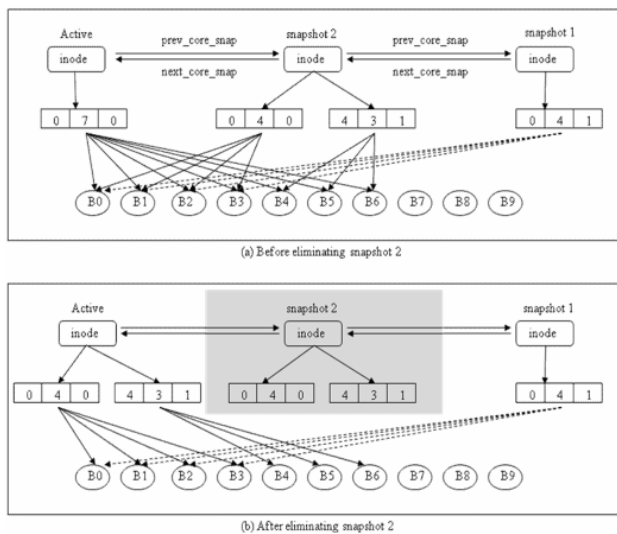 Active prev_core_snap snapshot 2 prev_core_snap snapshot 1
inode inode inode
next_core_snap next_core_snap
0 7 0 0 4 0 4 3 1 0 4 1
B0 B1 B2 B3 B4 B5 B6 B7 B8 B9
(a) Before eliminating snapshot 2
Active snapshot 2 snapshot 1
inode inode inode
0 4 0 4 3 1 0 4 0 4 3 1 0 4 1
B0 B1 B2 B3 B4 B5 B6 B7 B8 B9
(b) After eliminating snapshot 2